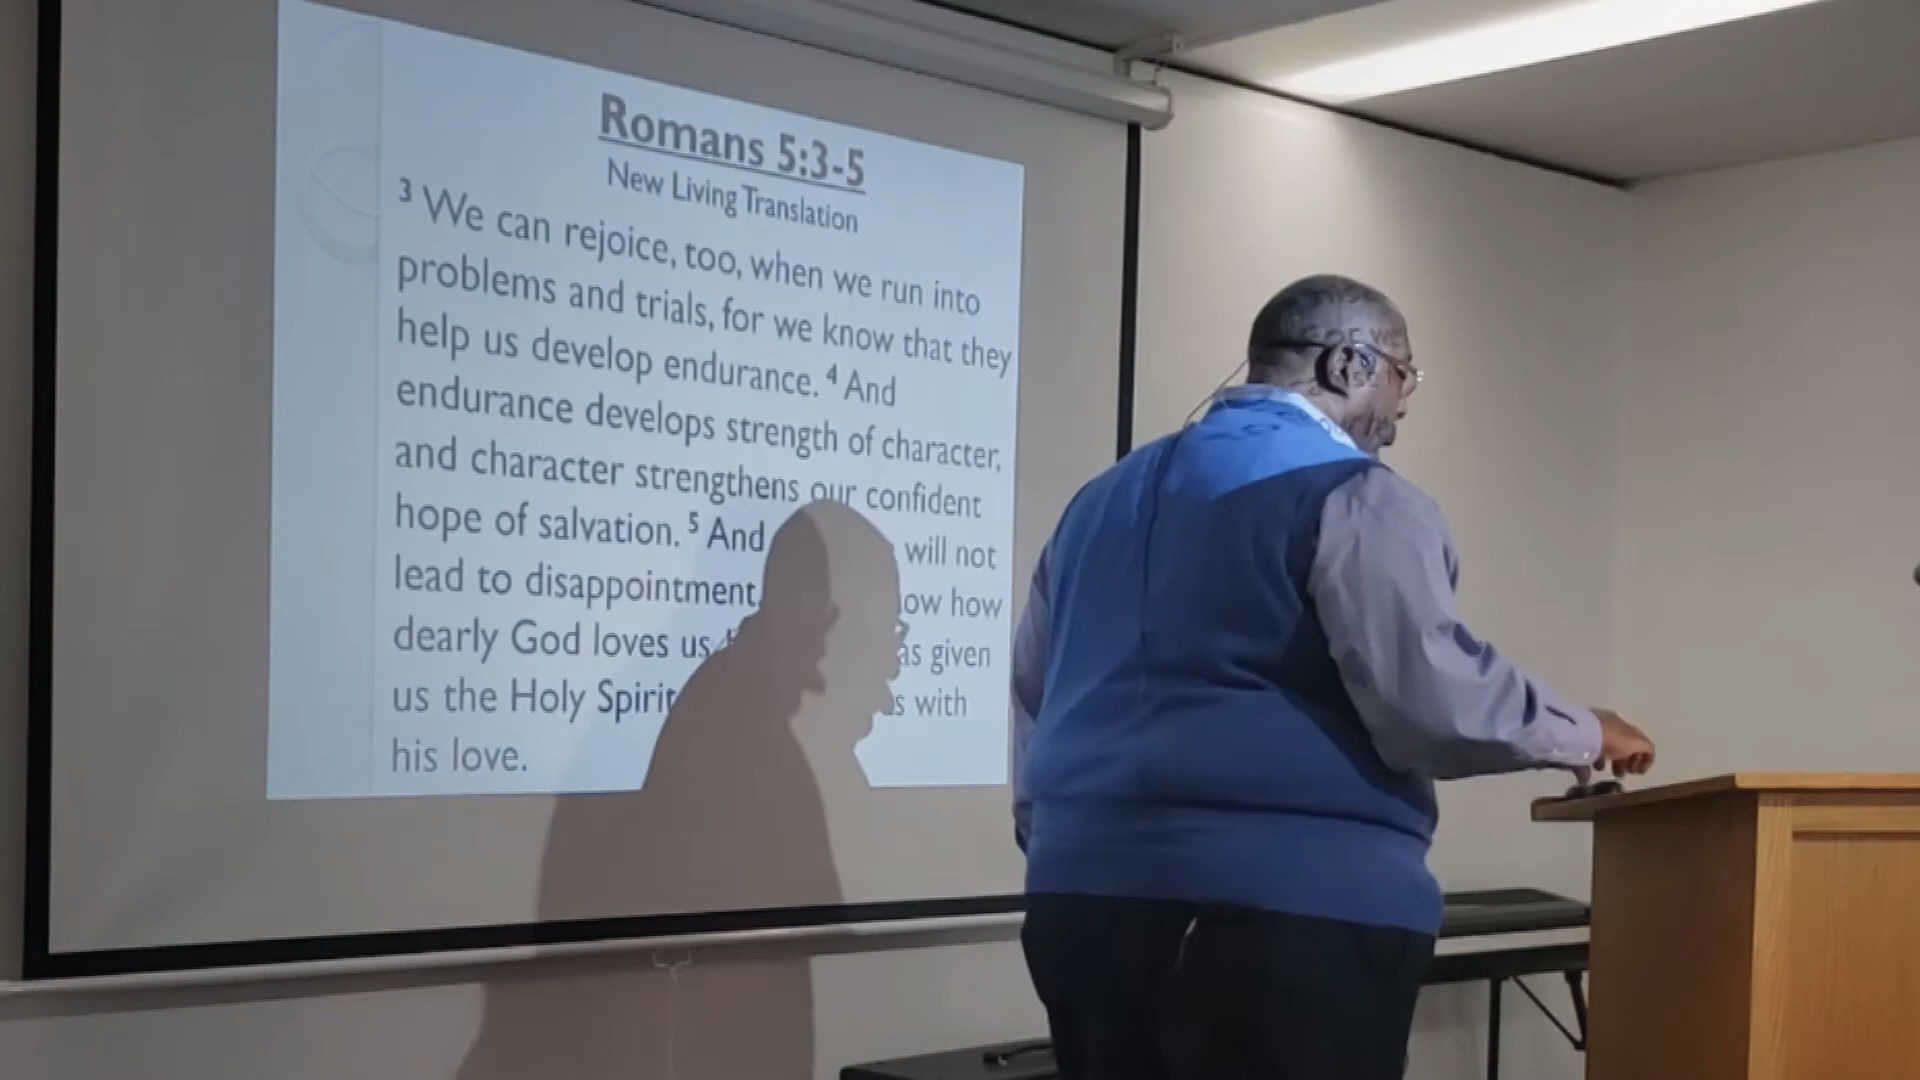 Romans 5:3-5
New Living Translation
3 We can rejoice, too, when we run into
problems and trials, for we know that they
help us develop endurance. 4 And
endurance develops strength of character,
and character strengthens our confident
hope of salvation. 5 And will not
lead to disappointment. how
dearly God loves us given
us the Holy Spirit with
his love.